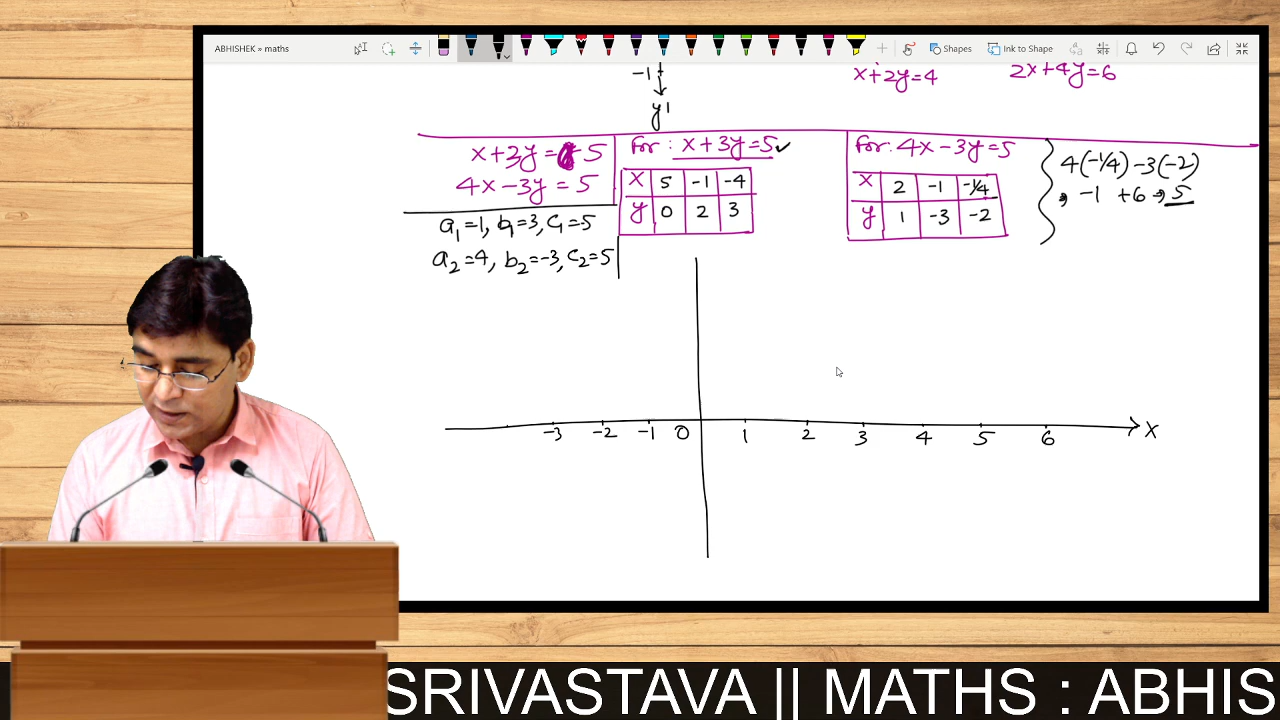 ABHISHEK » maths
Shapes
Ink to Shape
-1
y'
x+2y=4
2x+4y=6
x+2y= 5
4x-3y=5
a₁=1, b₁=3, c₁=5
a₂=4, b₂=-3, c₂=5
For: x+3y=5✓
x 5 -1 -4
y 0 2 3
For: 4x-3y=5
x 2 -1 -1/4
y 1 -3 -2
4(-1/4)-3(-2)
-1 +6 → 5
-3 -2 -1 0 1 2 3 4 5 6 X
SRIVASTAVA || MATHS : ABHIS